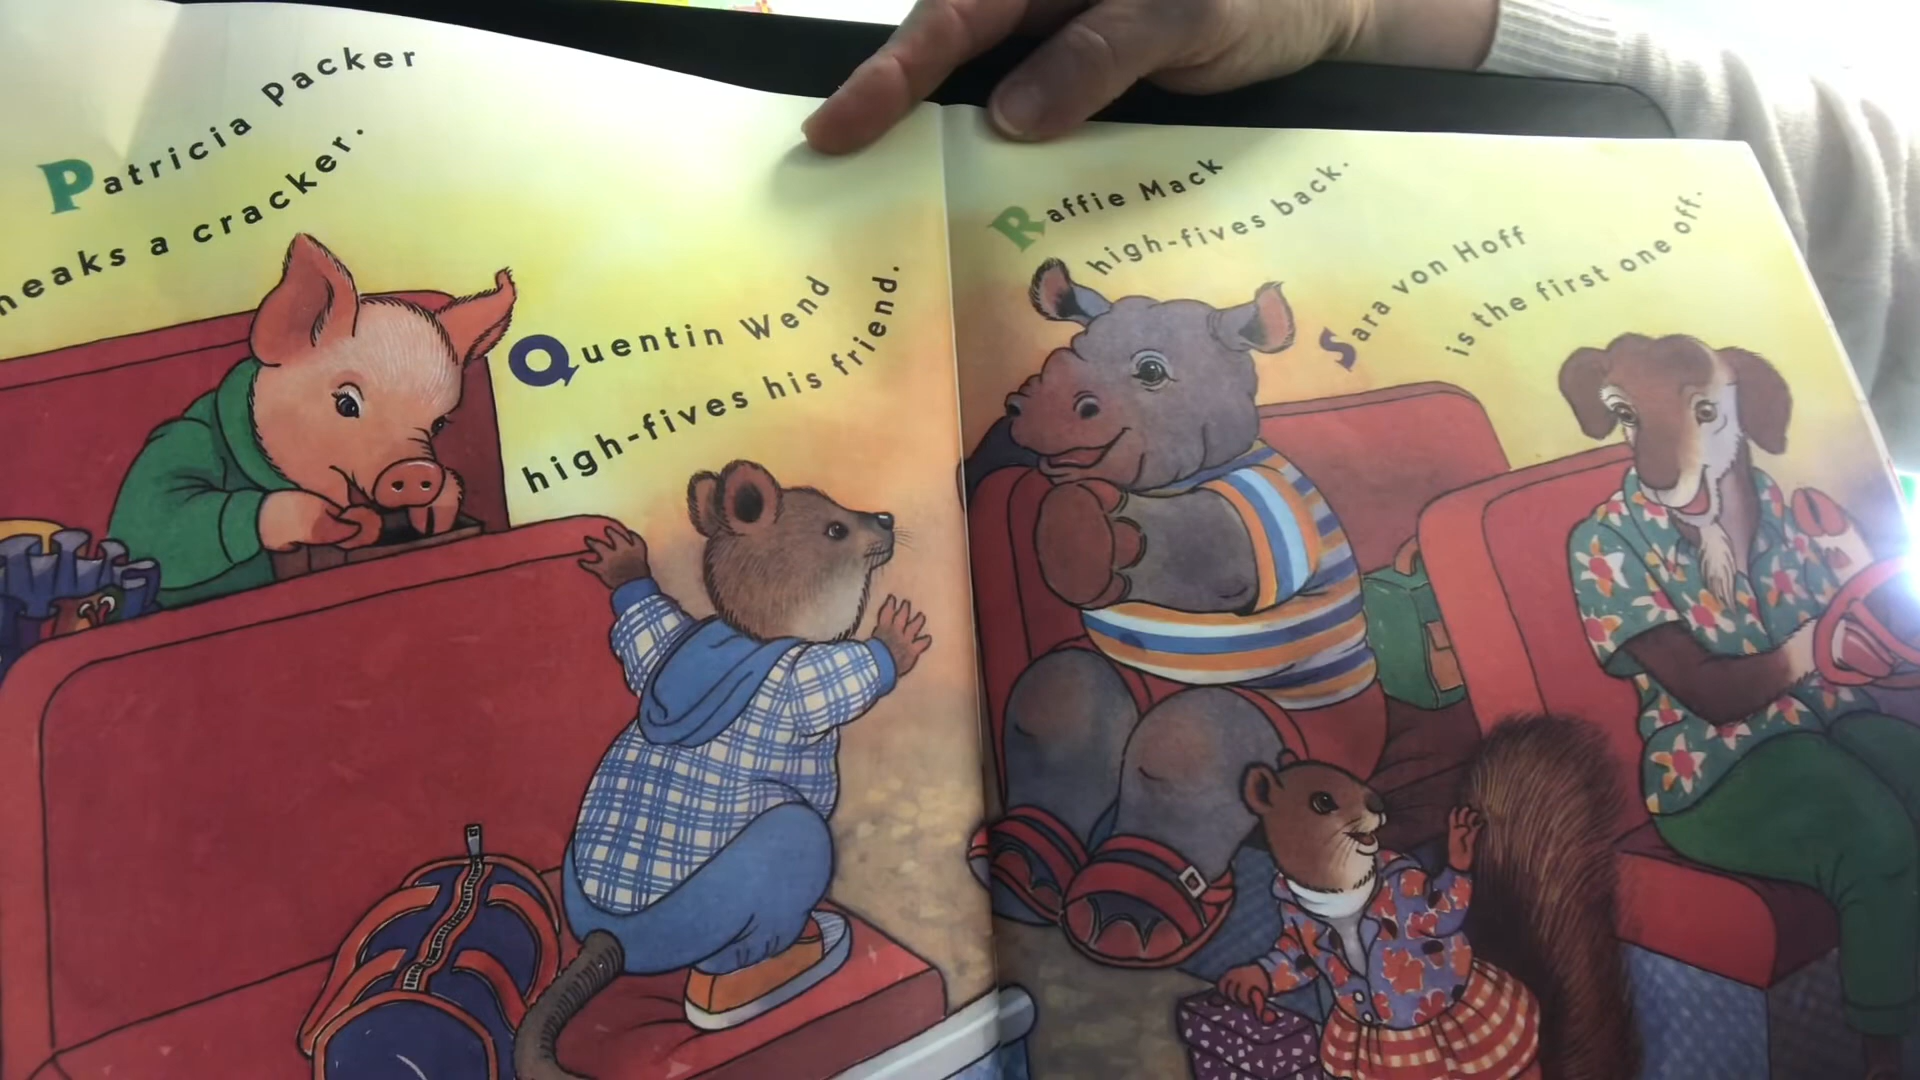 Patricia Packer
neaks a cracker.
Quentin Wend
high-fives his friend.
Raffie Mack
high-fives back.
Sara von Hoff
is the first one off.